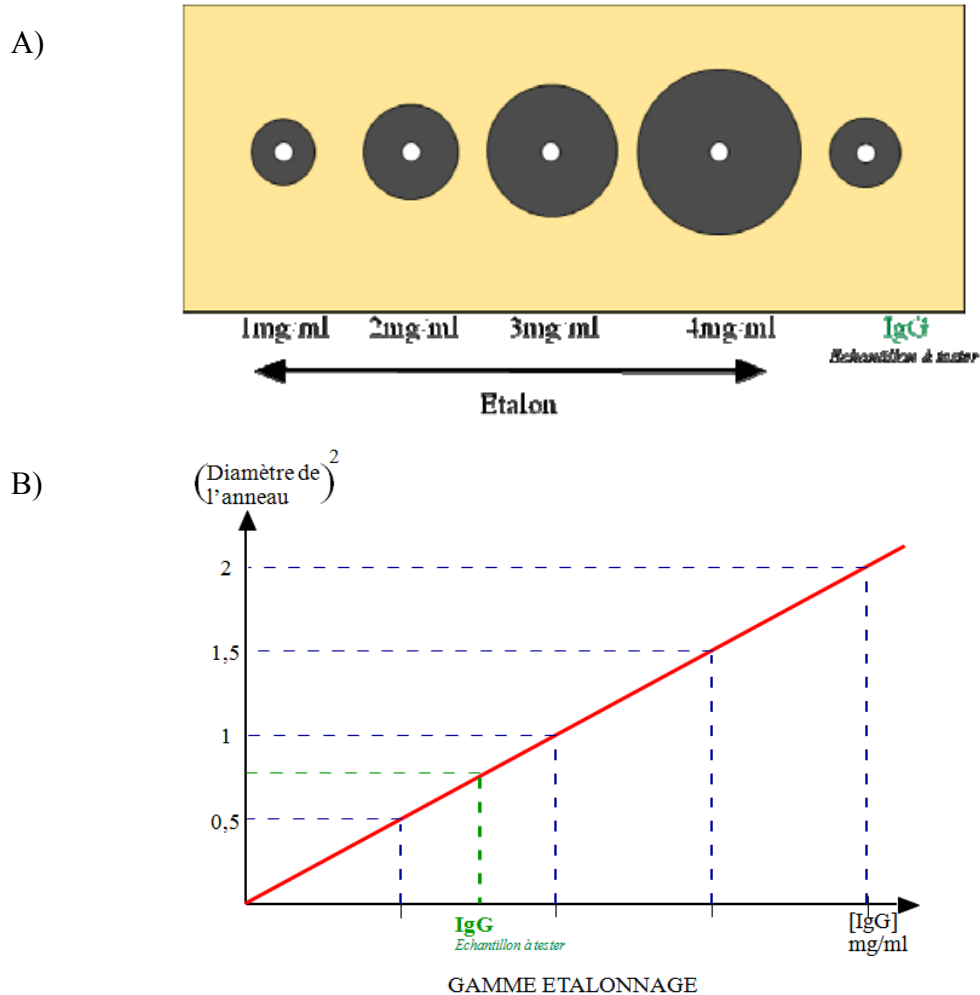 A)
1mg/ml 2mg/ml 3mg/ml 4mg/ml IgG
Echantillon à tester
Etalon
B)
(Diamètre de l'anneau)²
2
1,5
1
0,5
IgG
Echantillon à tester
[IgG]
mg/ml
GAMME ETALONNAGE